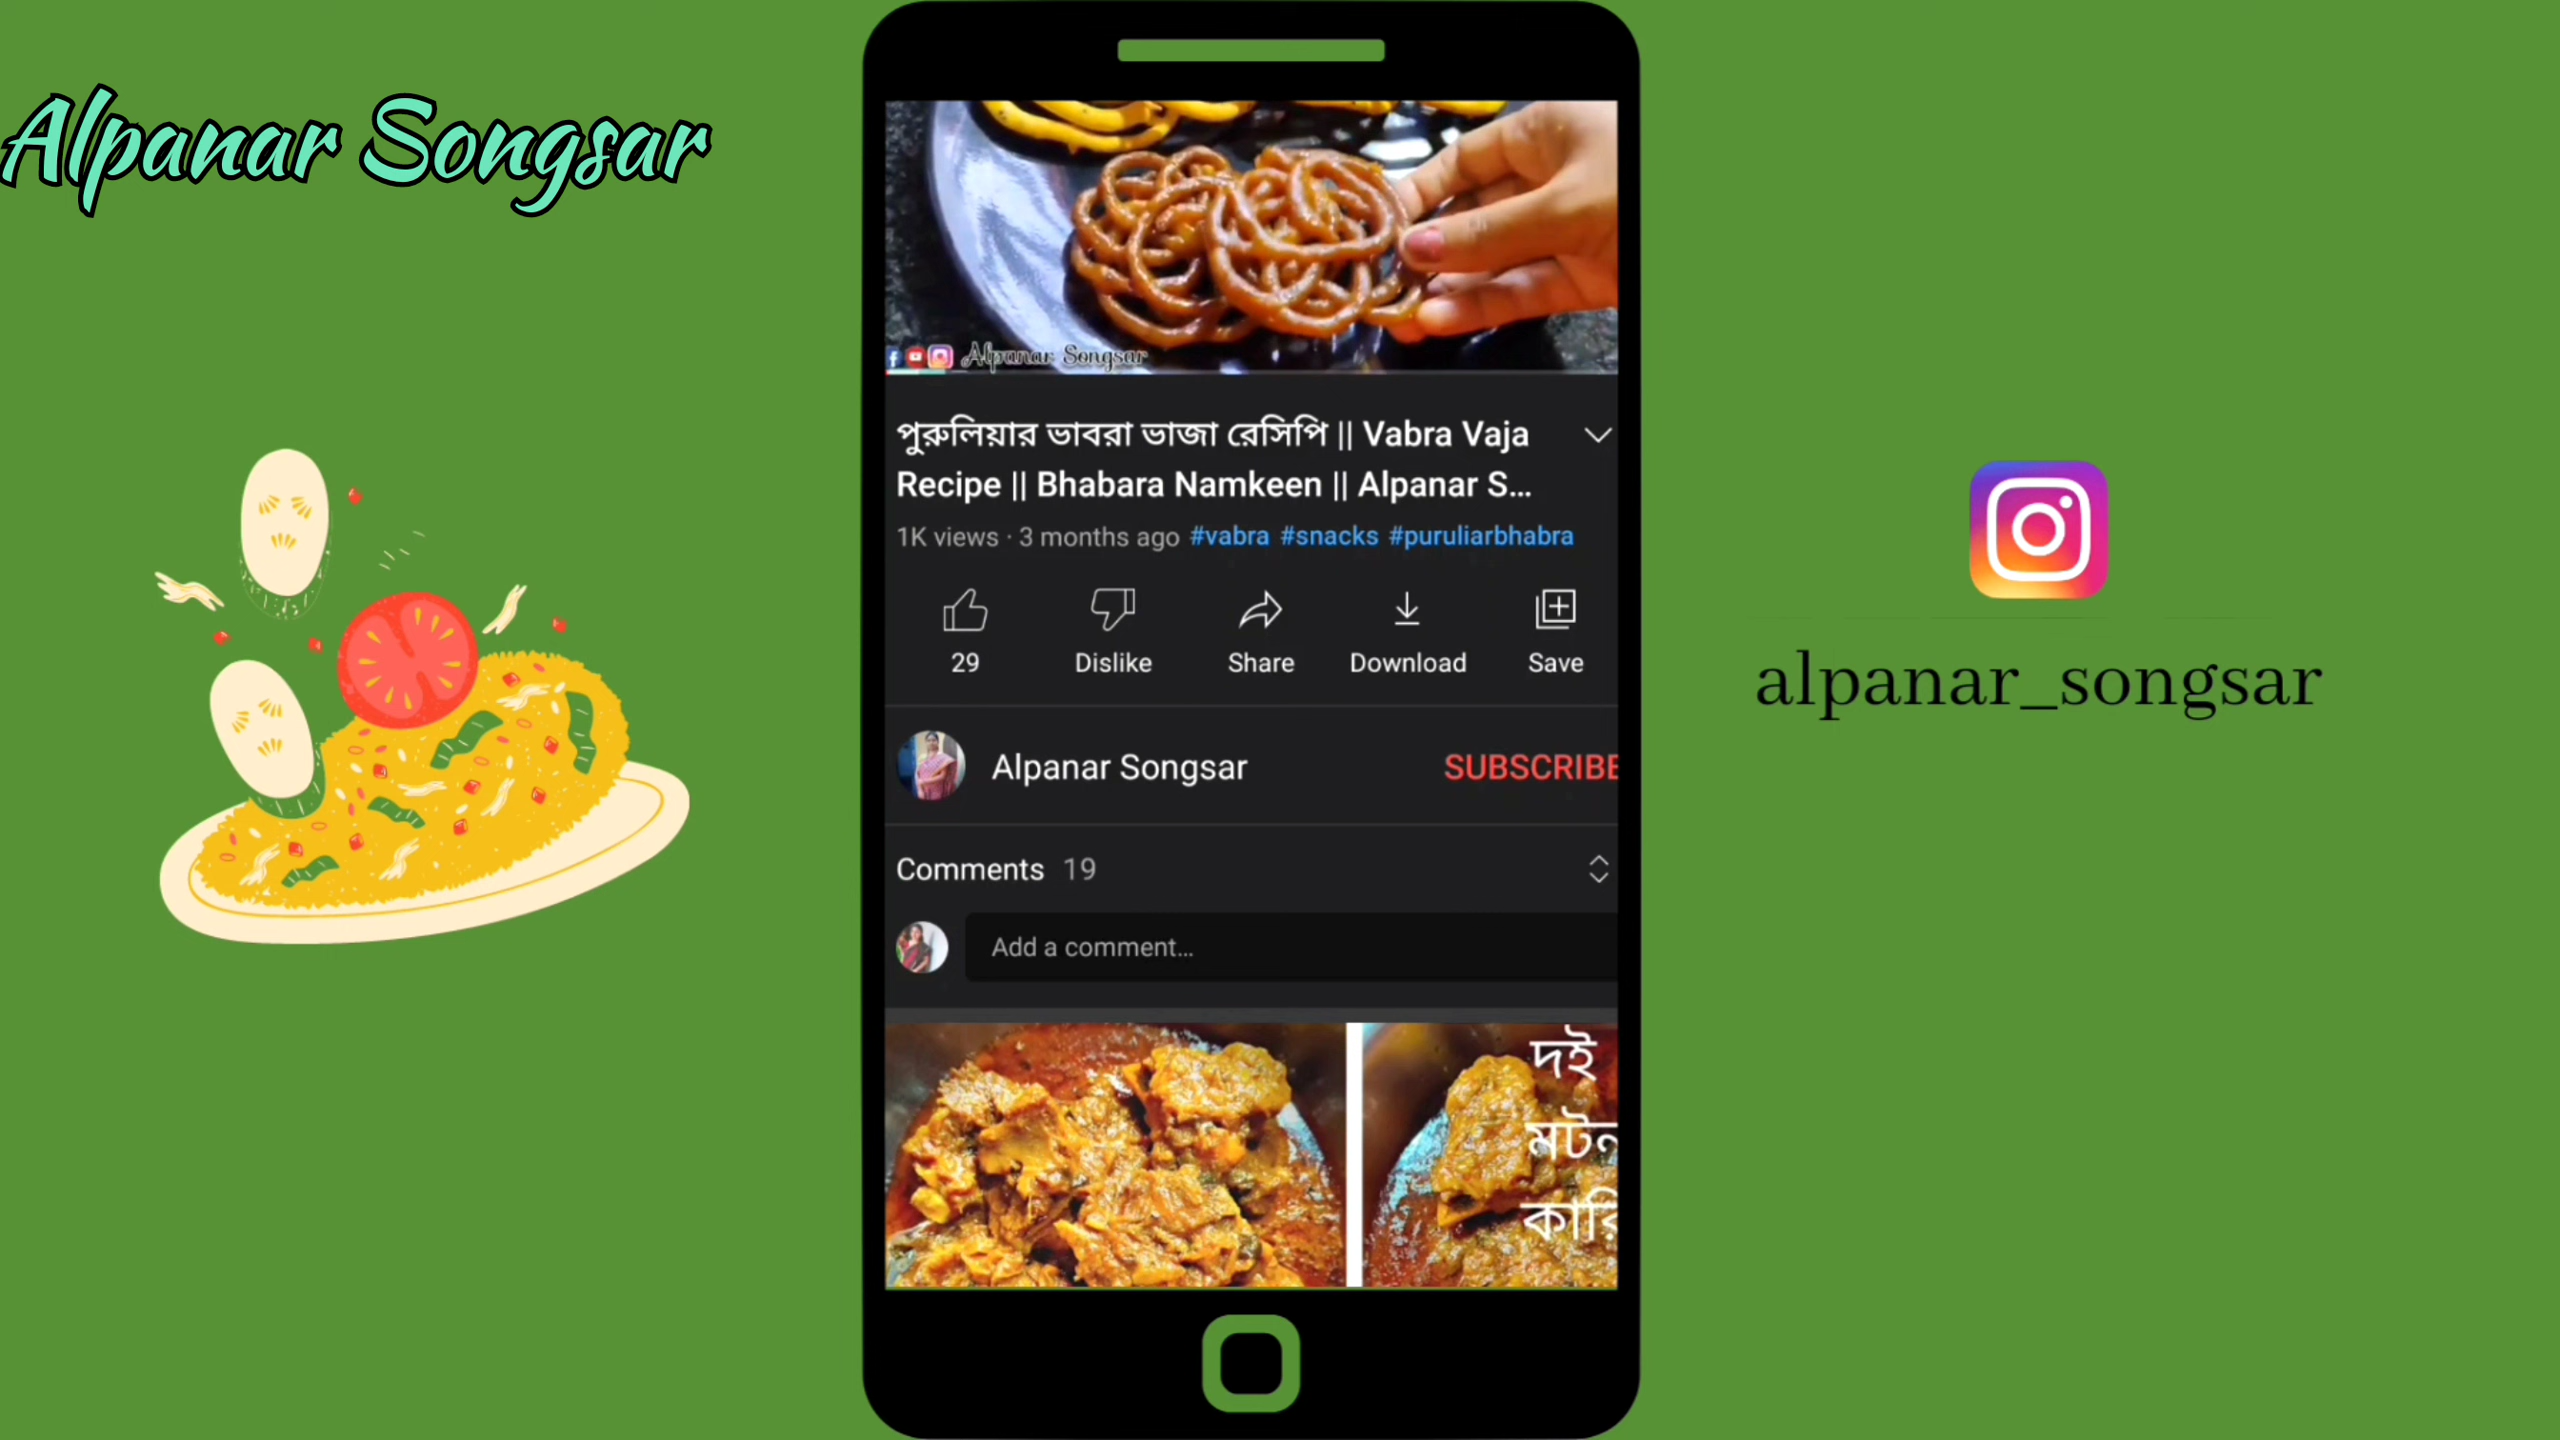 Alpanar Songsar
Alpanar Songsar
পুরুলিয়ার ভাবরা ভাজা রেসিপি || Vabra Vaja
Recipe || Bhabara Namkeen || Alpanar S...
1K views · 3 months ago #vabra #snacks #puruliarbhabra
29 Dislike Share Download Save
Alpanar Songsar SUBSCRIBE
Comments 19
Add a comment...
দই
মটন
কারি
alpanar_songsar